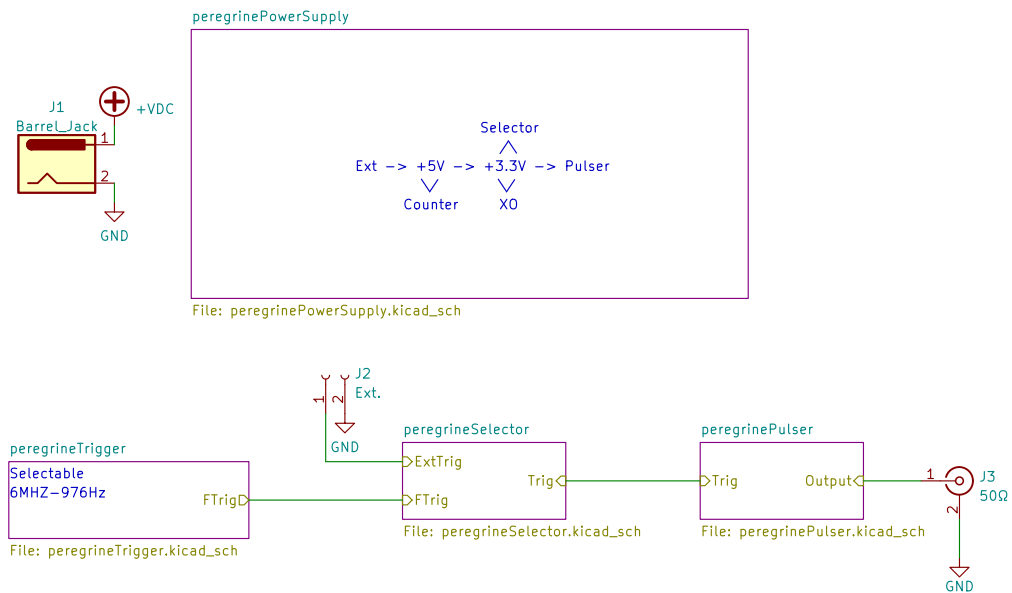 peregrinePowerSupply
J1
Barrel_Jack
+VDC
1
2
GND
Selector
Ext -> +5V -> +3.3V -> Pulser
Counter
XO
File: peregrinePowerSupply.kicad_sch
J2
Ext.
1
2
GND
peregrineTrigger
Selectable
6MHZ-976Hz
FTrig
File: peregrineTrigger.kicad_sch
peregrineSelector
ExtTrig
Trig
FTrig
File: peregrineSelector.kicad_sch
peregrinePulser
Trig
Output
File: peregrinePulser.kicad_sch
1
J3
50Ω
2
GND